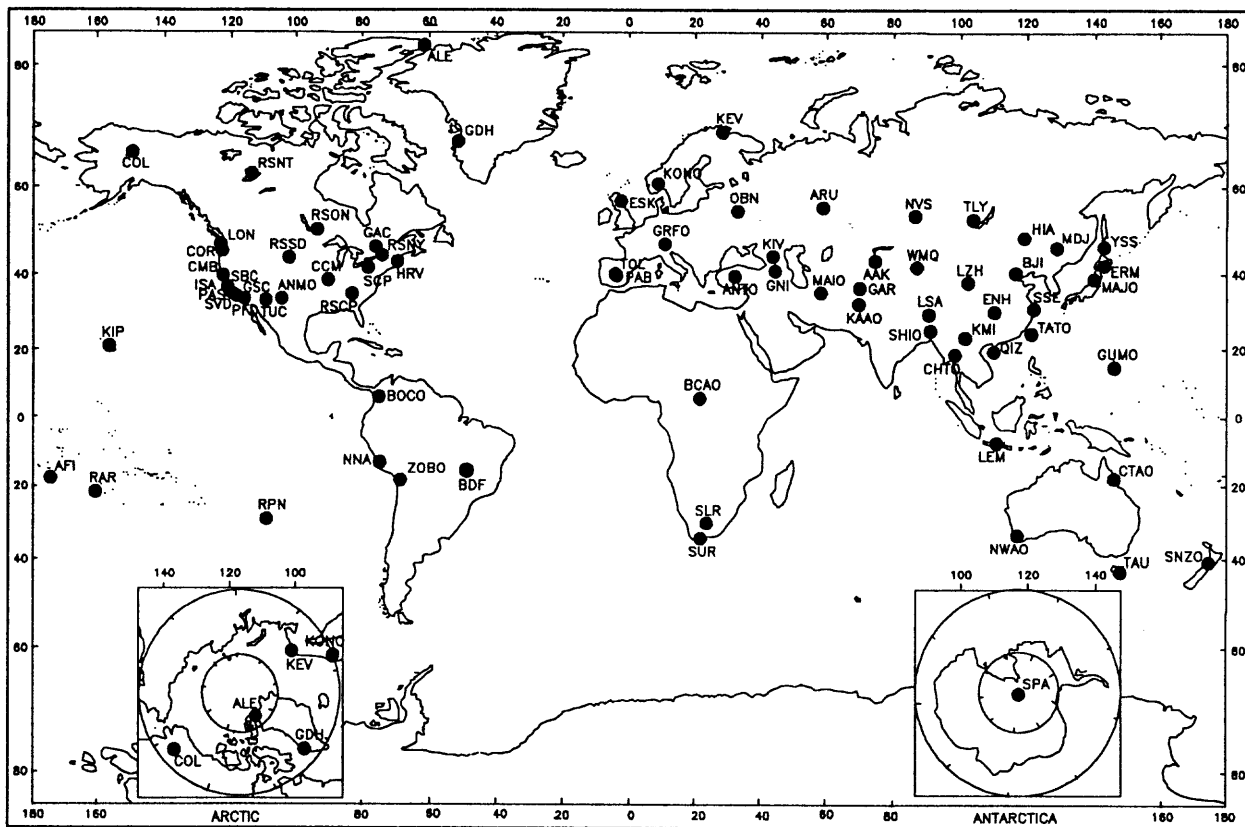 180 160 140 120 100 80 60 40 20 0 20 40 60 80 100 120 140 160 180
80 80
ALE
KEV
GDH
COL
RSNT
KONO
60 60
ESK
OBN
ARU
NVS
TLY
RSON
LON
COR
GAC
RSNY
GRFO
KIV
HIA
MDJ
YSS
RSSD
CMB
SBC
CCM
SCP
HRV
TOL
PAB
ANTO
GNI
MAIO
AAK
GAR
WMQ
LZH
BJI
ERM
MAJO
40 40
ISA
PAS
GSC
ANMO
SVD
PNT
TUC
RSCP
KAAO
LSA
ENH
SSE
SHIO
KMI
TATO
KIP
CHTO
QIZ
GUMO
20 20
BOCO
BCAO
0 0
AFI
RAR
NNA
ZOBO
BDF
LEM
CTAO
20 20
RPN
SLR
SUR
NWAO
TAU
SNZO
40 40
140 120 100
100 120 140
KONO
KEV
60 60
ALE
SPA
GDH
COL
80 80
180 160 ARCTIC 80 60 40 20 0 20 40 60 80 ANTARCTICA 160 180